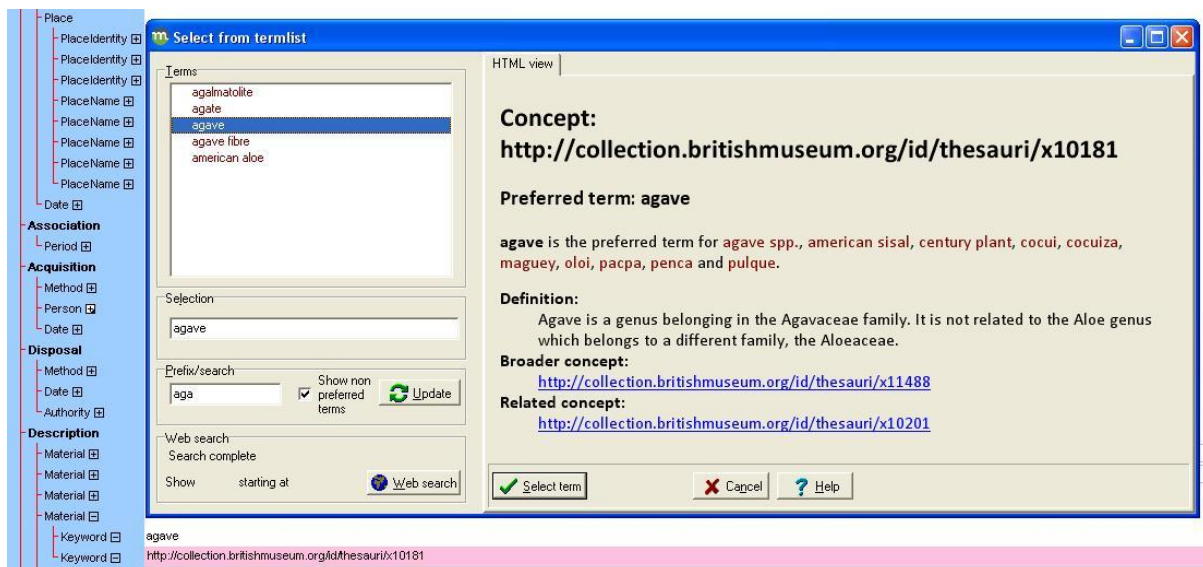 Place
PlaceIdentity
PlaceIdentity
PlaceIdentity
PlaceName
PlaceName
PlaceName
PlaceName
PlaceName
Date
Association
Period
Acquisition
Method
Person
Date
Disposal
Method
Date
Authority
Description
Material
Material
Material
Material
Keyword
Keyword
Select from termlist
Terms
agalmatolite
agate
agave
agave fibre
american aloe
Selection
agave
Prefix/search
aga
Show non
preferred
terms
Update
Web search
Search complete
Show starting at
Web search
HTML view
Concept:
http://collection.britishmuseum.org/id/thesauri/x10181
Preferred term: agave
agave is the preferred term for agave spp., american sisal, century plant, cocui, cocuiza,
maguey, oloi, pacpa, penca and pulque.
Definition:
Agave is a genus belonging in the Agavaceae family. It is not related to the Aloe genus
which belongs to a different family, the Aloeaceae.
Broader concept:
http://collection.britishmuseum.org/id/thesauri/x11488
Related concept:
http://collection.britishmuseum.org/id/thesauri/x10201
Select term
Cancel
Help
agave
http://collection.britishmuseum.org/id/thesauri/x10181